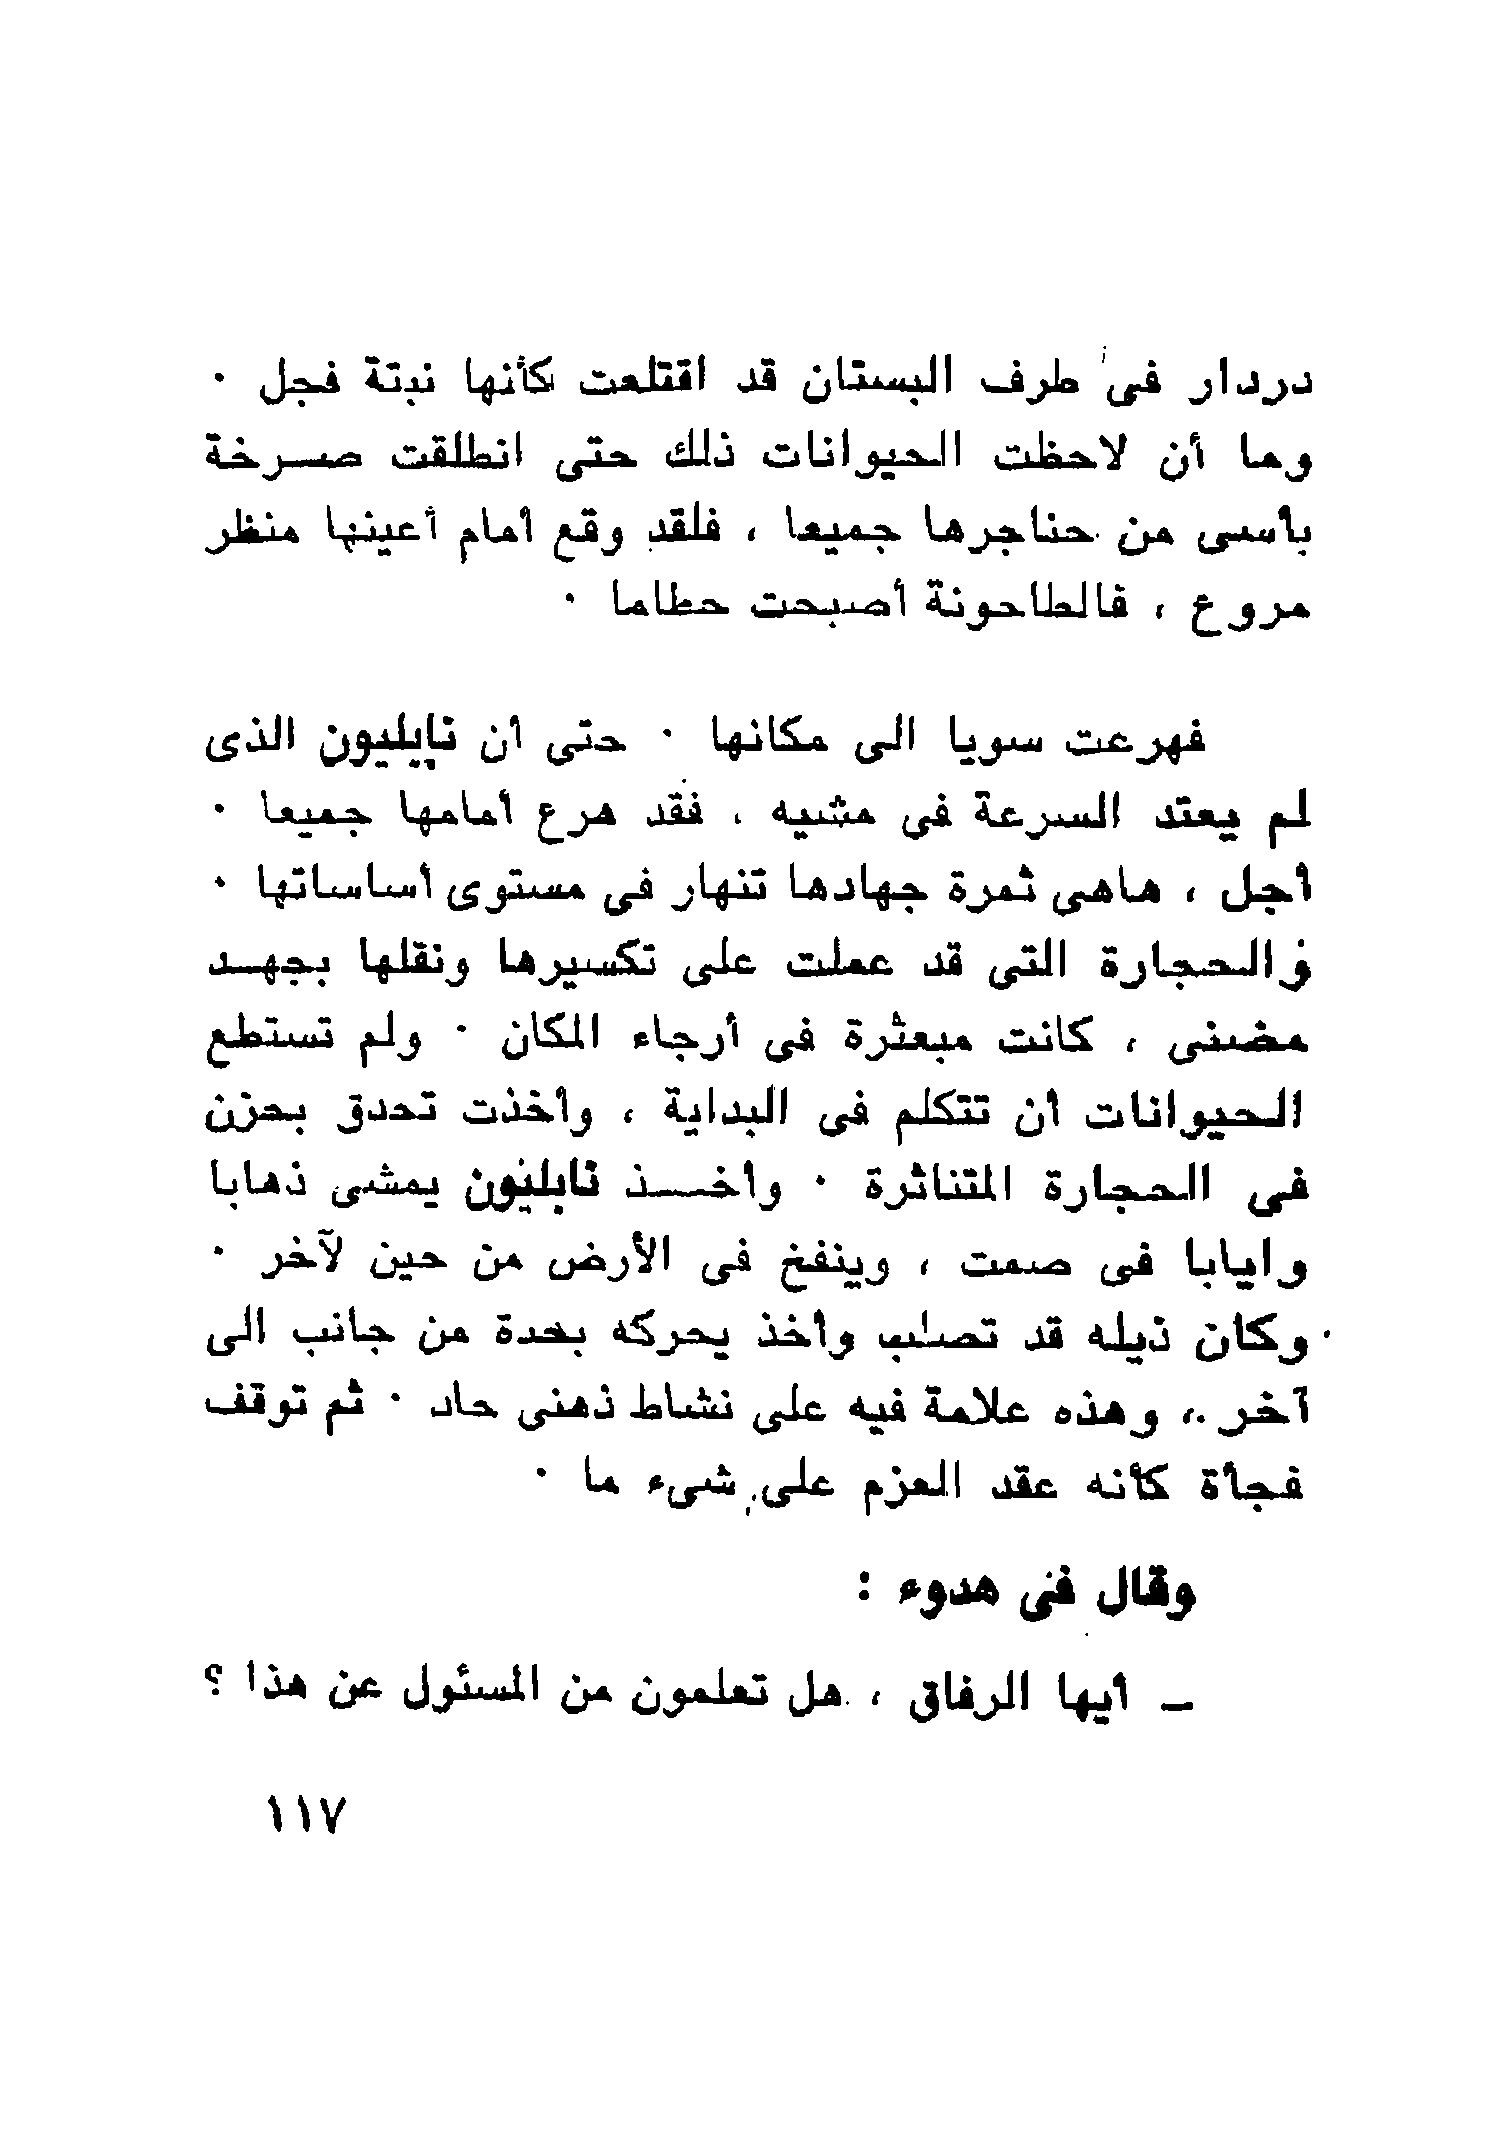 دردار فى طرف البستان قد اقتلعت كأنها نبتة فجل .
وما أن لاحظت الحيوانات ذلك حتى انطلقت صرخة
بأسى من حناجرها جميعا ، فلقد وقع أمام أعينها منظر
مروع ، فالطاحونة أصبحت حطاما .
فهرعت سويا الى مكانها . حتى أن نابليون الذى
لم يعتد السرعة فى مشيه ، فقد هرع أمامها جميعا .
أجل ، هاهى ثمرة جهادها تنهار فى مستوى أساساتها .
والحجارة التى قد عملت على تكسيرها ونقلها بجهد
مضنى ، كانت مبعثرة فى أرجاء المكان . ولم تستطع
الحيوانات أن تتكلم فى البداية ، وأخذت تحدق بحزن
فى الحجارة المتناثرة . وأخذ نابليون يمشى ذهابا
وايابا فى صمت ، وينفخ فى الأرض من حين لآخر .
وكان ذيله قد تصلب وأخذ يحركه بحدة من جانب الى
آخر ، وهذه علامة فيه على نشاط ذهنى حاد . ثم توقف
فجأة كأنه عقد العزم على شىء ما .
وقال فى هدوء :
ـ أيها الرفاق ، هل تعلمون من المسئول عن هذا ؟
١١٧